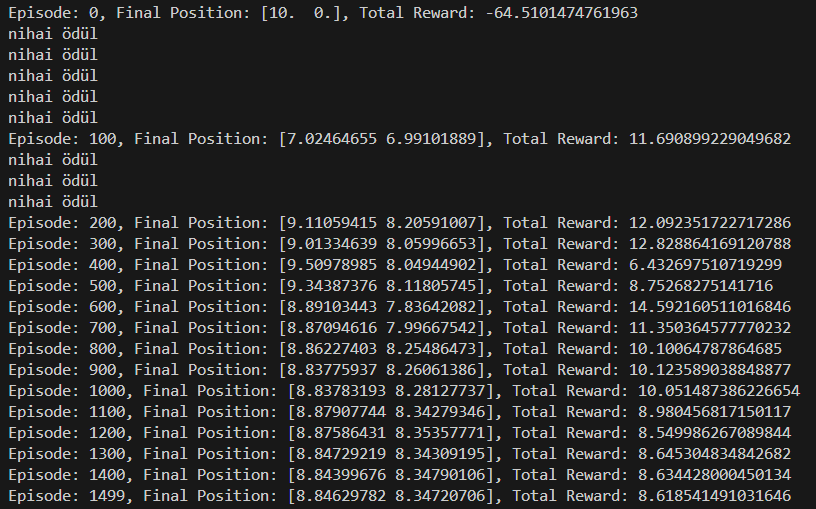 Episode: 0, Final Position: [10.  0.], Total Reward: -64.5101474761963
nihai ödül
nihai ödül
nihai ödül
nihai ödül
nihai ödül
Episode: 100, Final Position: [7.02464655 6.99101889], Total Reward: 11.690899229049682
nihai ödül
nihai ödül
nihai ödül
Episode: 200, Final Position: [9.11059415 8.20591007], Total Reward: 12.092351722717286
Episode: 300, Final Position: [9.01334639 8.05996653], Total Reward: 12.828864169120788
Episode: 400, Final Position: [9.50978985 8.04944902], Total Reward: 6.432697510719299
Episode: 500, Final Position: [9.34387376 8.11805745], Total Reward: 8.75268275141716
Episode: 600, Final Position: [8.89103443 7.83642082], Total Reward: 14.592160511016846
Episode: 700, Final Position: [8.87094616 7.99667542], Total Reward: 11.350364577770232
Episode: 800, Final Position: [8.86227403 8.25486473], Total Reward: 10.10064787864685
Episode: 900, Final Position: [8.83775937 8.26061386], Total Reward: 10.123589038848877
Episode: 1000, Final Position: [8.83783193 8.28127737], Total Reward: 10.051487386226654
Episode: 1100, Final Position: [8.87907744 8.34279346], Total Reward: 8.980456817150117
Episode: 1200, Final Position: [8.87586431 8.35357771], Total Reward: 8.549986267089844
Episode: 1300, Final Position: [8.84729219 8.34309195], Total Reward: 8.645304834842682
Episode: 1400, Final Position: [8.84399676 8.34790106], Total Reward: 8.634428000450134
Episode: 1499, Final Position: [8.84629782 8.34720706], Total Reward: 8.618541491031646